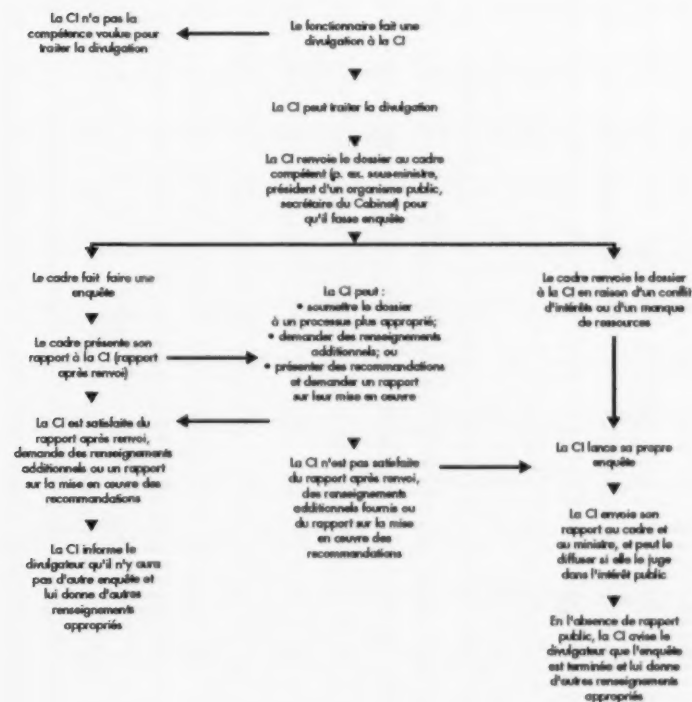 La CI n'a pas la
compétence voulue pour
traiter la divulgation
Le fonctionnaire fait une
divulgation à la CI
La CI peut traiter la divulgation
La CI renvoie le dossier au cadre
compétent (p. ex. sous-ministre,
président d'un organisme public,
secrétaire du Cabinet) pour
qu'il fasse enquête
Le cadre fait faire une
enquête
Le cadre présente son
rapport à la CI (rapport
après renvoi)
La CI peut :
• soumettre le dossier
à un processus plus approprié;
• demander des renseignements
additionnels; ou
• présenter des recommandations
et demander un rapport
sur leur mise en œuvre
Le cadre renvoie le dossier
à la CI en raison d'un conflit
d'intérêts ou d'un manque
de ressources
La CI est satisfaite du
rapport après renvoi,
demande des renseignements
additionnels ou un rapport
sur la mise en œuvre des
recommandations
La CI informe le
divulgateur qu'il n'y aura
pas d'autre enquête et
lui donne d'autres
renseignements
appropriés
La CI n'est pas satisfaite
du rapport après renvoi,
des renseignements
additionnels fournis ou
du rapport sur la mise
en œuvre des
recommandations
La CI lance sa propre
enquête
La CI envoie son
rapport au cadre et
au ministre, et peut le
diffuser si elle le juge
dans l'intérêt public
En l'absence de rapport
public, la CI avise le
divulgateur que l'enquête
est terminée et lui donne
d'autres renseignements
appropriés